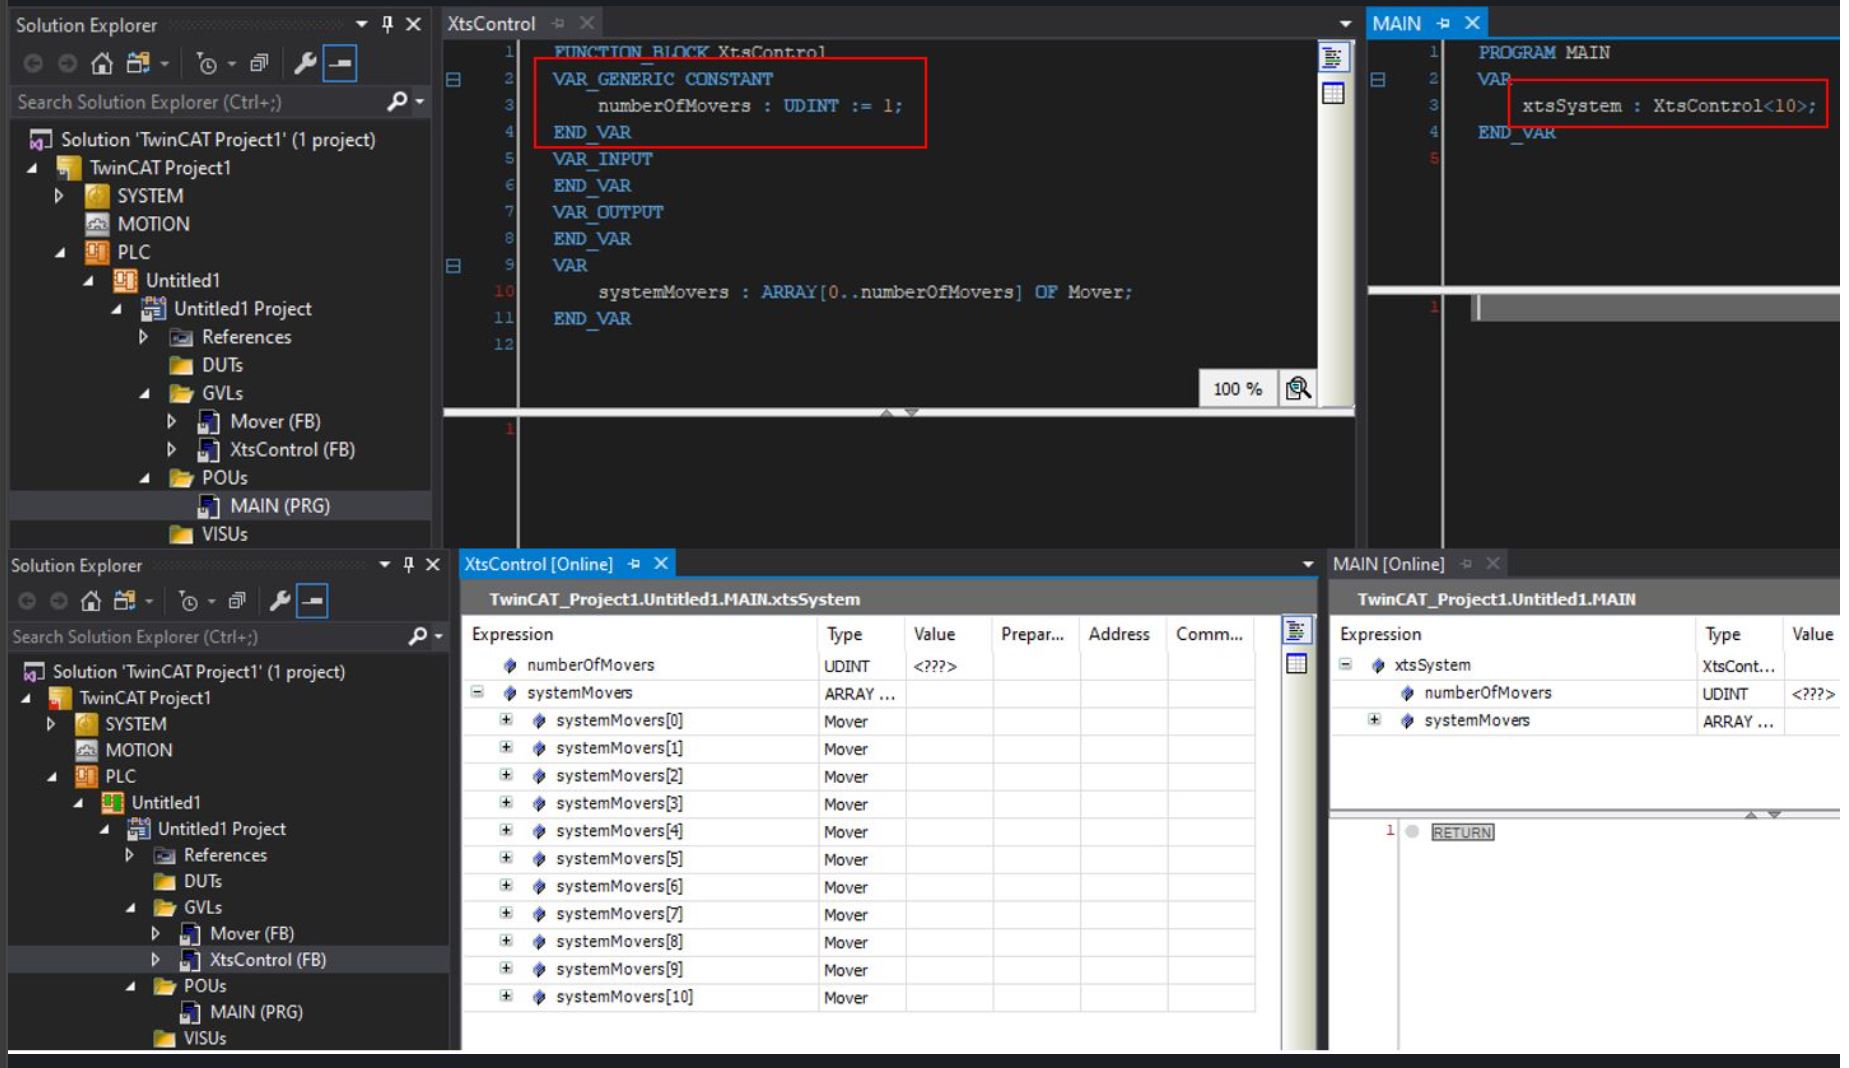 Solution Explorer
Search Solution Explorer (Ctrl+;)
Solution 'TwinCAT Project1' (1 project)
TwinCAT Project1
SYSTEM
MOTION
PLC
Untitled1
Untitled1 Project
References
DUTs
GVLs
Mover (FB)
XtsControl (FB)
POUs
MAIN (PRG)
VISUs
XtsControl
1 FUNCTION_BLOCK XtsControl
2 VAR_GENERIC CONSTANT
3 numberOfMovers : UDINT := 1;
4 END_VAR
5 VAR_INPUT
6 END_VAR
7 VAR_OUTPUT
8 END_VAR
9 VAR
10 systemMovers : ARRAY[0..numberOfMovers] OF Mover;
11 END_VAR
12
100 %
1
MAIN
1 PROGRAM MAIN
2 VAR
3 xtsSystem : XtsControl<10>;
4 END_VAR
5
1
Solution Explorer
Search Solution Explorer (Ctrl+;)
Solution 'TwinCAT Project1' (1 project)
TwinCAT Project1
SYSTEM
MOTION
PLC
Untitled1
Untitled1 Project
References
DUTs
GVLs
Mover (FB)
XtsControl (FB)
POUs
MAIN (PRG)
VISUs
XtsControl [Online]
TwinCAT_Project1.Untitled1.MAIN.xtsSystem
Expression Type Value Prepar... Address Comm...
numberOfMovers UDINT <???>
systemMovers ARRAY ...
systemMovers[0] Mover
systemMovers[1] Mover
systemMovers[2] Mover
systemMovers[3] Mover
systemMovers[4] Mover
systemMovers[5] Mover
systemMovers[6] Mover
systemMovers[7] Mover
systemMovers[8] Mover
systemMovers[9] Mover
systemMovers[10] Mover
MAIN [Online]
TwinCAT_Project1.Untitled1.MAIN
Expression Type Value
xtsSystem XtsCont...
numberOfMovers UDINT <???>
systemMovers ARRAY ...
1 RETURN